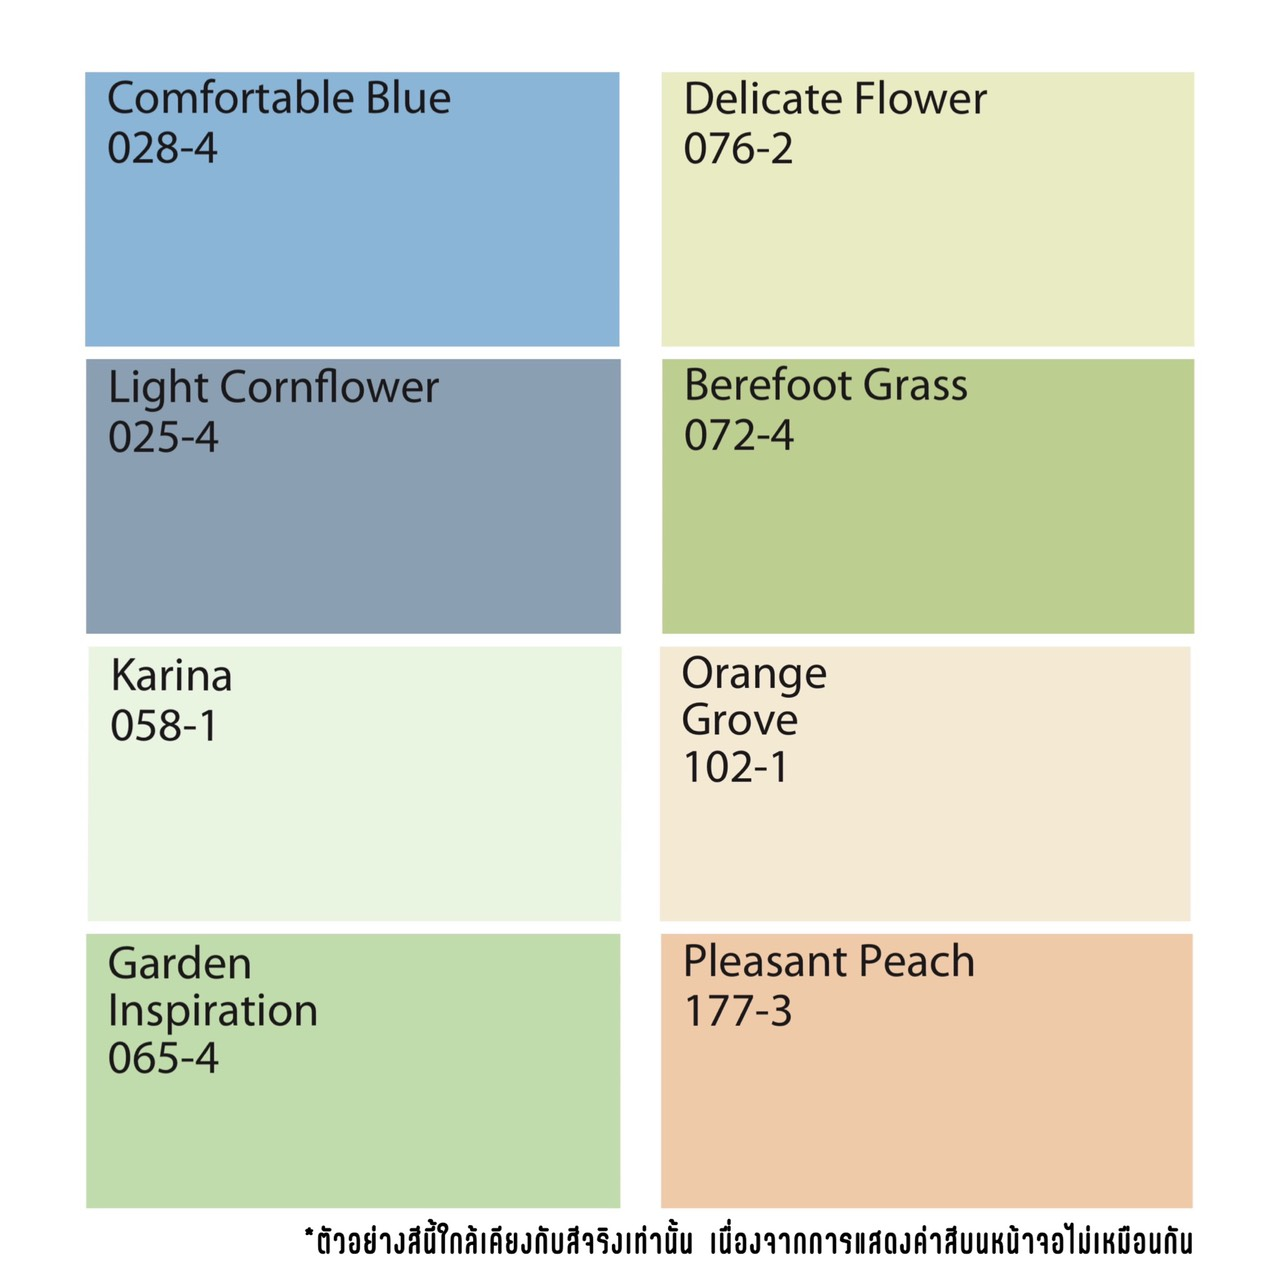 Comfortable Blue
028-4
Delicate Flower
076-2
Light Cornflower
025-4
Berefoot Grass
072-4
Karina
058-1
Orange
Grove
102-1
Garden
Inspiration
065-4
Pleasant Peach
177-3
*ตัวอย่างสีนี้ใกล้เคียงกับสีจริงเท่านั้น เนื่องจากการแสดงค่าสีบนหน้าจอไม่เหมือนกัน